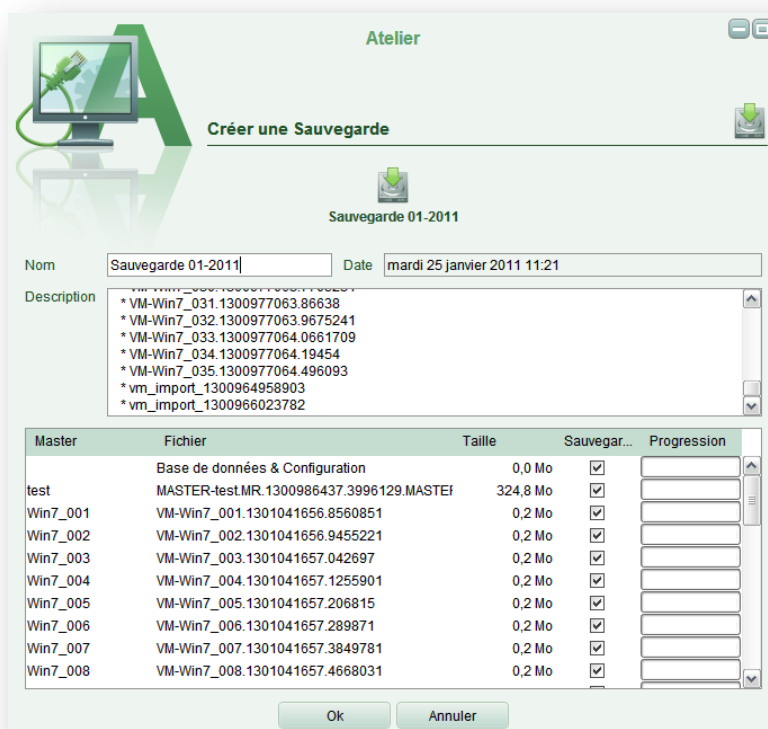 Atelier
Créer une Sauvegarde
Sauvegarde 01-2011
Nom Sauvegarde 01-2011 Date mardi 25 janvier 2011 11:21
Description
* VM-Win7_031.1300977063.86638
* VM-Win7_032.1300977063.9675241
* VM-Win7_033.1300977064.0661709
* VM-Win7_034.1300977064.19454
* VM-Win7_035.1300977064.496093
* vm_import_1300964958903
* vm_import_1300966023782
Master Fichier Taille Sauvegar... Progression
Base de données & Configuration 0,0 Mo
test MASTER-test.MR.1300986437.3996129.MASTER 324,8 Mo
Win7_001 VM-Win7_001.1301041656.8560851 0,2 Mo
Win7_002 VM-Win7_002.1301041656.9455221 0,2 Mo
Win7_003 VM-Win7_003.1301041657.042697 0,2 Mo
Win7_004 VM-Win7_004.1301041657.1255901 0,2 Mo
Win7_005 VM-Win7_005.1301041657.206815 0,2 Mo
Win7_006 VM-Win7_006.1301041657.289871 0,2 Mo
Win7_007 VM-Win7_007.1301041657.3849781 0,2 Mo
Win7_008 VM-Win7_008.1301041657.4668031 0,2 Mo
Ok Annuler